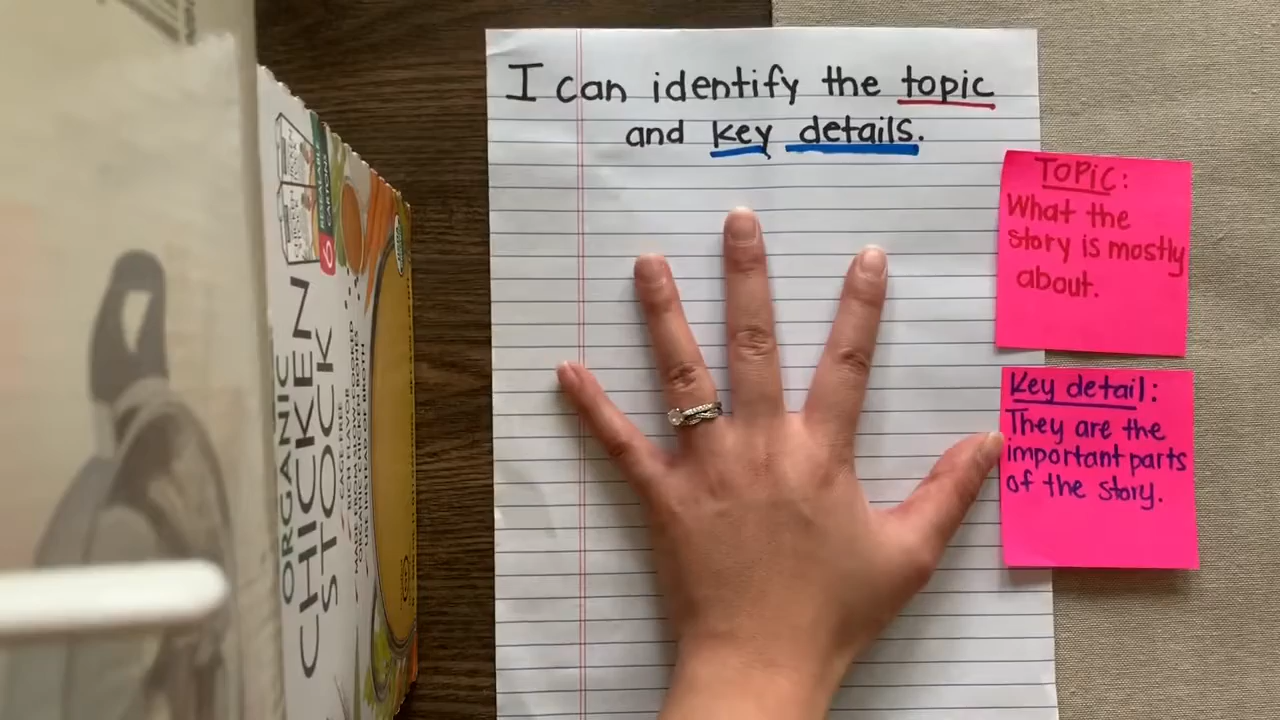 I can identify the topic
and key details.
TOPIC:
What the
story is mostly
about.
Key detail:
They are the
important parts
of the story.
ORGANIC
CHICKEN
STOCK
6